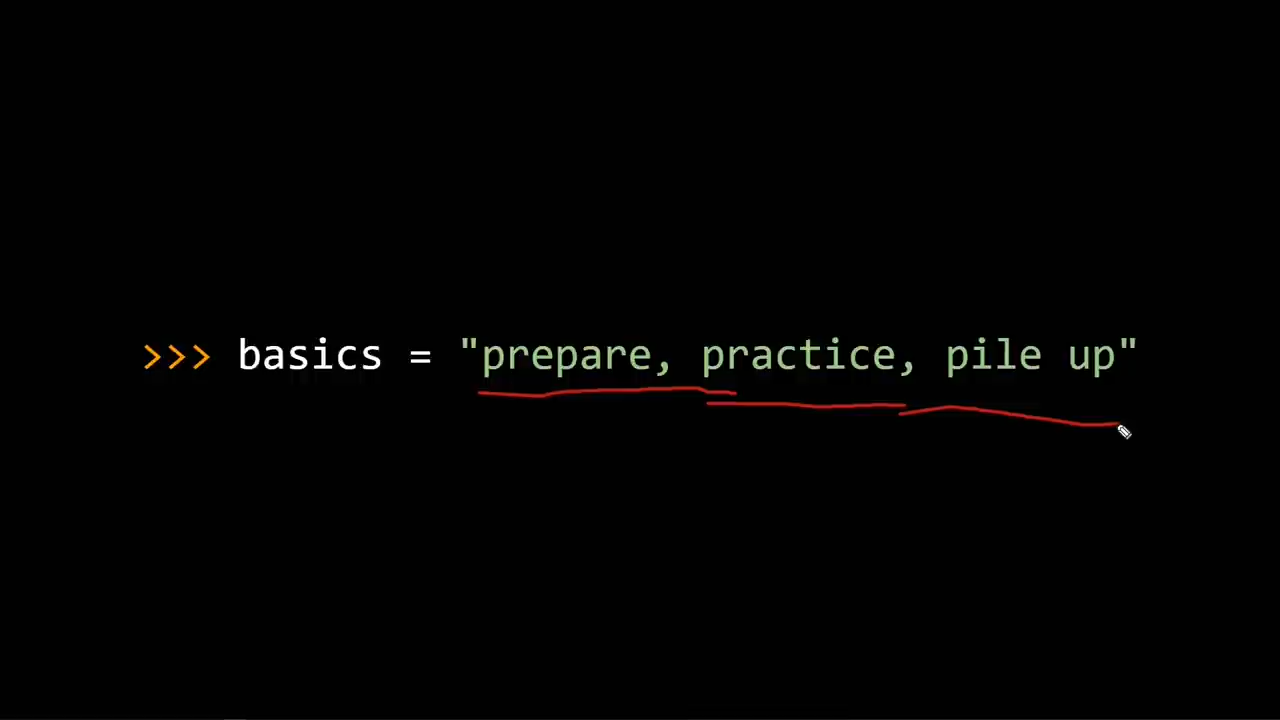 >>> basics = "prepare, practice, pile up"